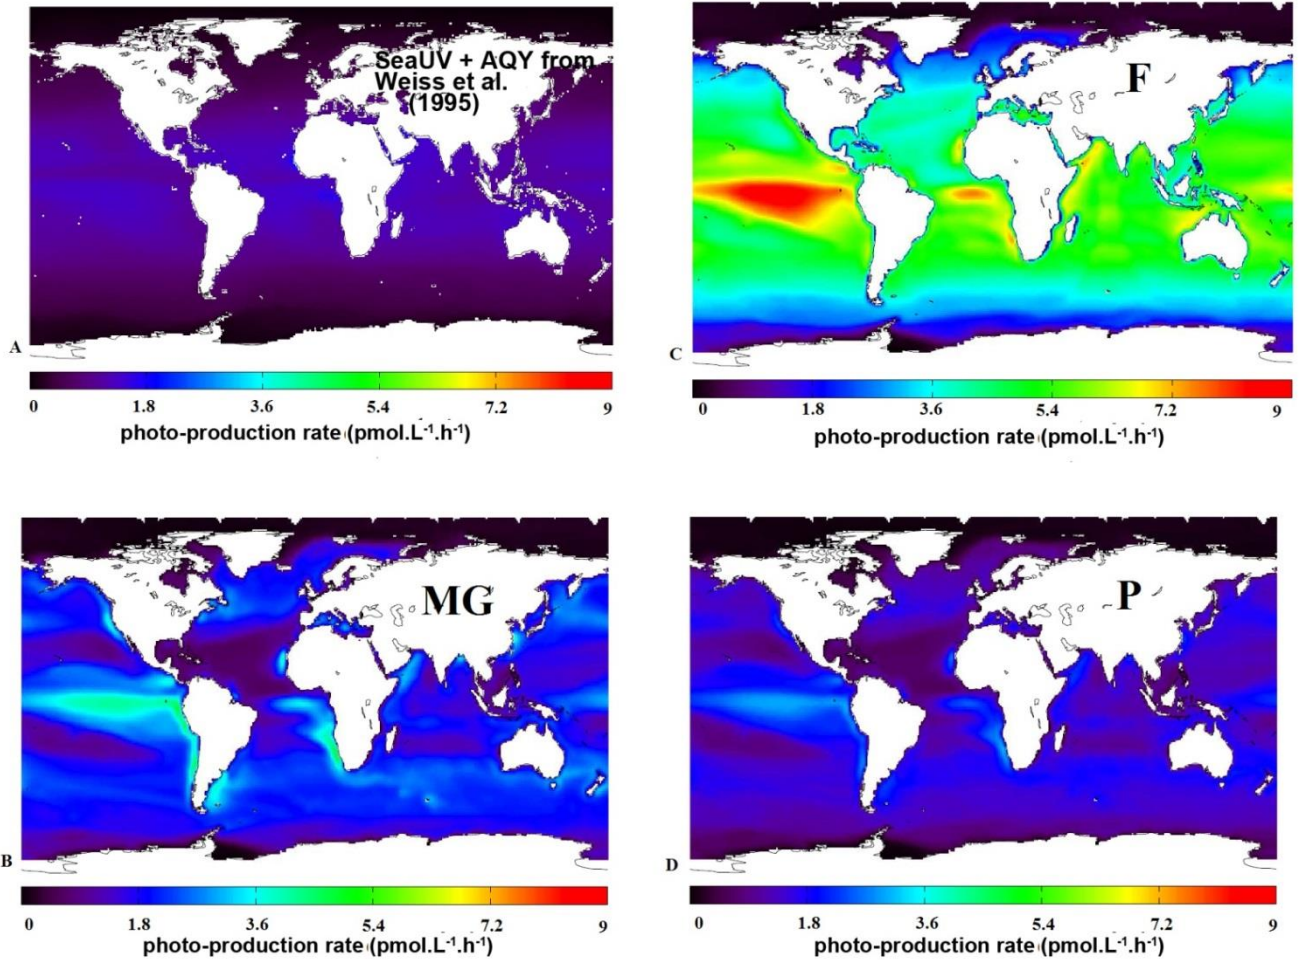 SeaUV + AQY from
Weiss et al.
(1995)
A
0 1.8 3.6 5.4 7.2 9
photo-production rate (pmol.L⁻¹.h⁻¹)
F
C
0 1.8 3.6 5.4 7.2 9
photo-production rate (pmol.L⁻¹.h⁻¹)
MG
B
0 1.8 3.6 5.4 7.2 9
photo-production rate (pmol.L⁻¹.h⁻¹)
P
D
0 1.8 3.6 5.4 7.2 9
photo-production rate (pmol.L⁻¹.h⁻¹)